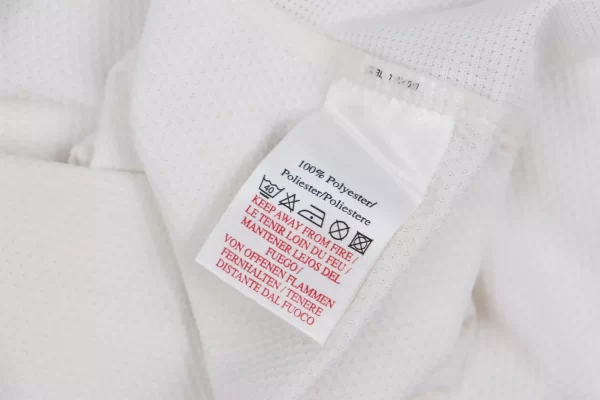 100% Polyester/
Poliester/Poliestere
40
KEEP AWAY FROM FIRE /
LE TENIR LOIN DU FEU /
MANTENER LEJOS DEL
FUEGO /
VON OFFENEN FLAMMEN
FERNHALTEN / TENERE
DISTANTE DAL FUOCO